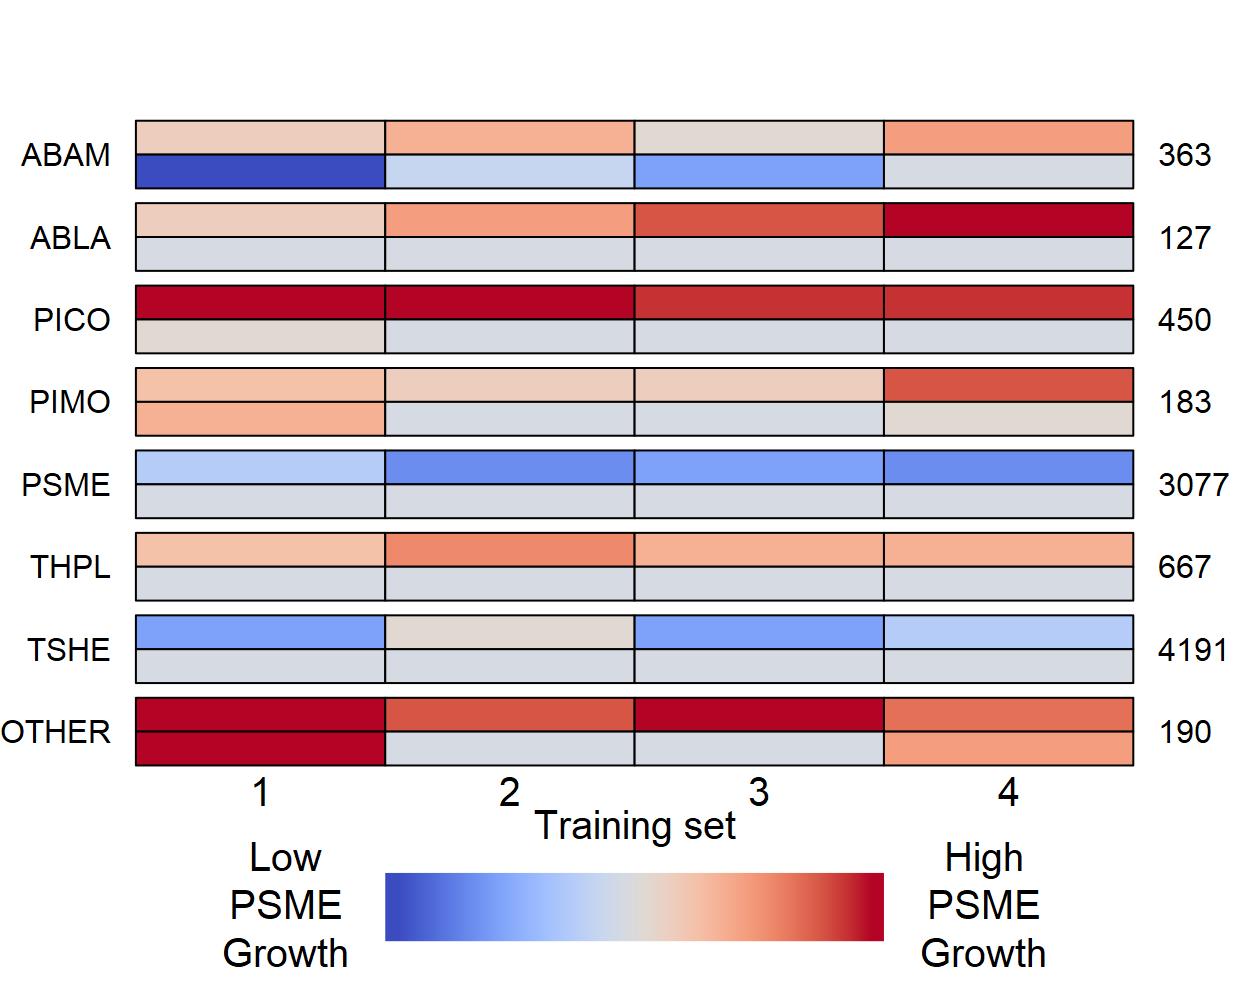 ABAM 363
ABLA 127
PICO 450
PIMO 183
PSME 3077
THPL 667
TSHE 4191
OTHER 190
1 2 3 4
Training set
Low PSME Growth
High PSME Growth